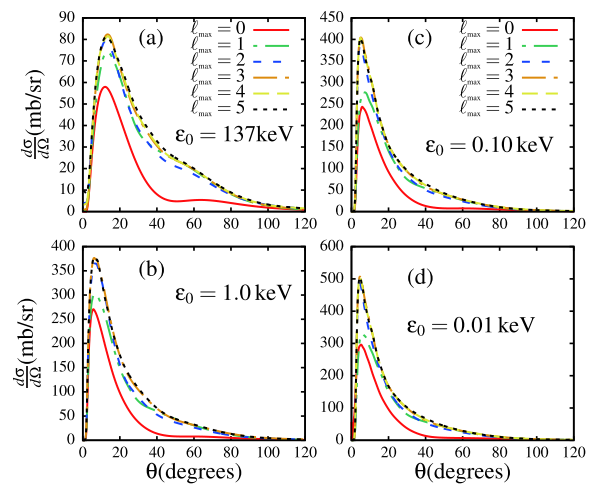 (a)
ℓmax = 0
ℓmax = 1
ℓmax = 2
ℓmax = 3
ℓmax = 4
ℓmax = 5
ε0 = 137keV
dσ/dΩ(mb/sr)
90
80
70
60
50
40
30
20
10
0
0 20 40 60 80 100 120
(c)
ℓmax = 0
ℓmax = 1
ℓmax = 2
ℓmax = 3
ℓmax = 4
ℓmax = 5
ε0 = 0.10 keV
450
400
350
300
250
200
150
100
50
0
0 20 40 60 80 100 120
(b)
ε0 = 1.0 keV
dσ/dΩ(mb/sr)
400
350
300
250
200
150
100
50
0
0 20 40 60 80 100 120
θ(degrees)
(d)
ε0 = 0.01 keV
600
500
400
300
200
100
0
0 20 40 60 80 100 120
θ(degrees)